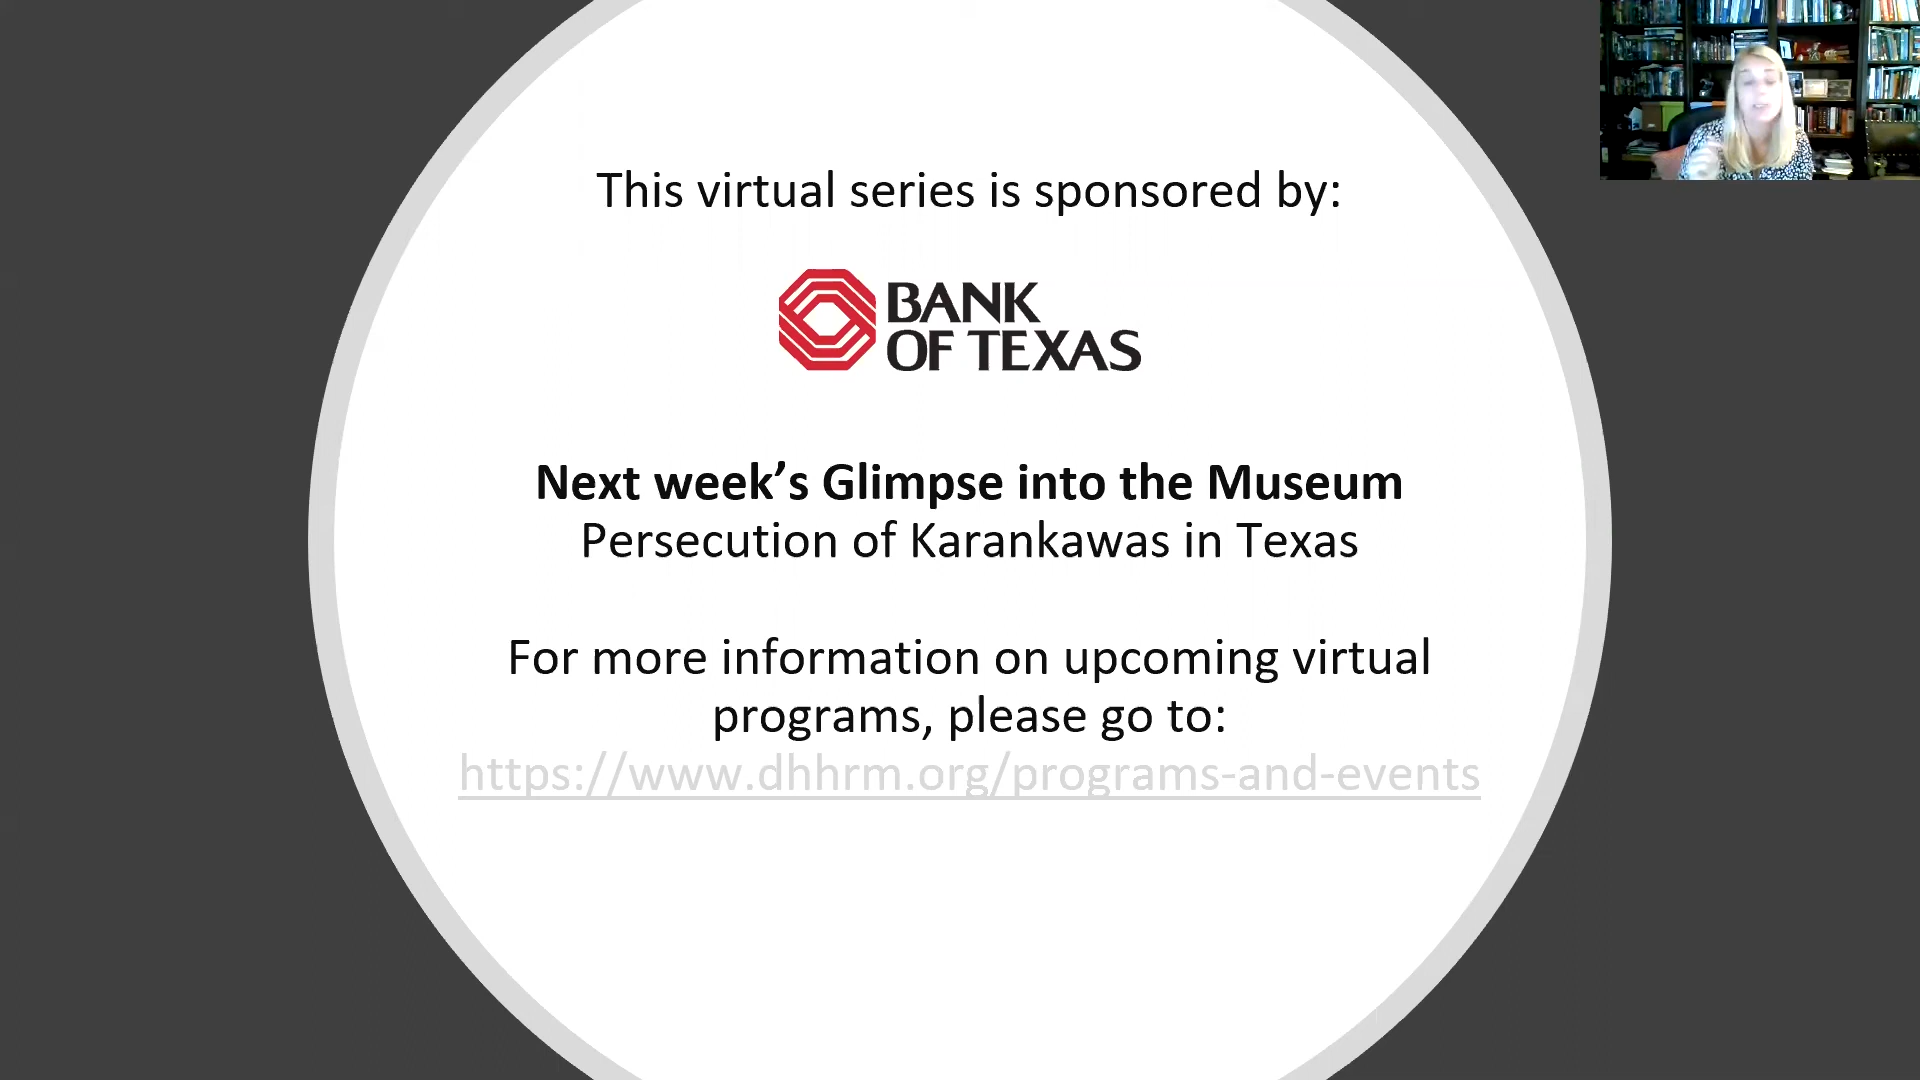 This virtual series is sponsored by:
BANK
OF TEXAS
Next week’s Glimpse into the Museum
Persecution of Karankawas in Texas
For more information on upcoming virtual
programs, please go to:
https://www.dhhrm.org/programs-and-events